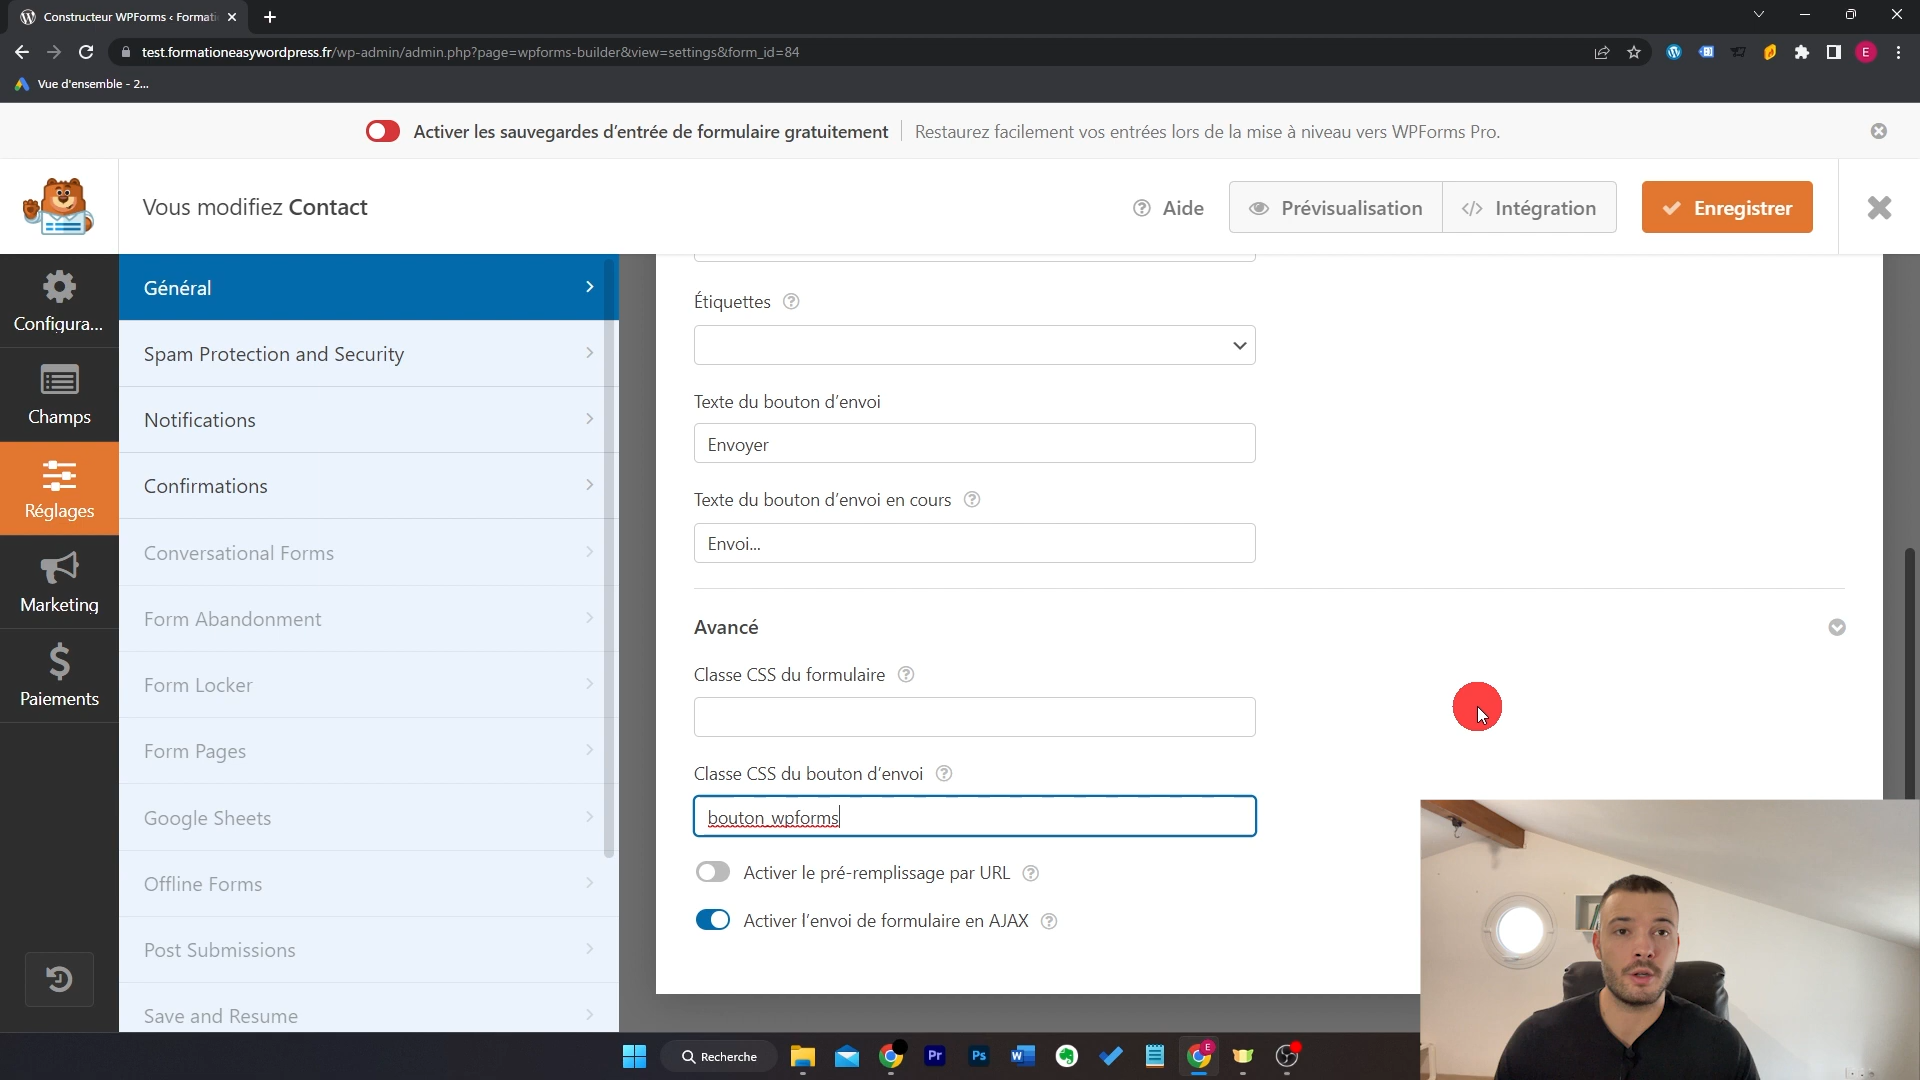 Constructeur WPForms ‹ Formati
test.formationeasywordpress.fr/wp-admin/admin.php?page=wpforms-builder&view=settings&form_id=84
E
Vue d'ensemble - 2...
Activer les sauvegardes d'entrée de formulaire gratuitement
Restaurez facilement vos entrées lors de la mise à niveau vers WPForms Pro.
Vous modifiez Contact
Aide
Prévisualisation
Intégration
Enregistrer
Configura...
Champs
Réglages
Marketing
Paiements
Général
Spam Protection and Security
Notifications
Confirmations
Conversational Forms
Form Abandonment
Form Locker
Form Pages
Google Sheets
Offline Forms
Post Submissions
Save and Resume
Étiquettes
Texte du bouton d'envoi
Envoyer
Texte du bouton d'envoi en cours
Envoi...
Avancé
Classe CSS du formulaire
Classe CSS du bouton d'envoi
bouton_wpforms
Activer le pré-remplissage par URL
Activer l'envoi de formulaire en AJAX
Recherche
Pr
Ps
W
E